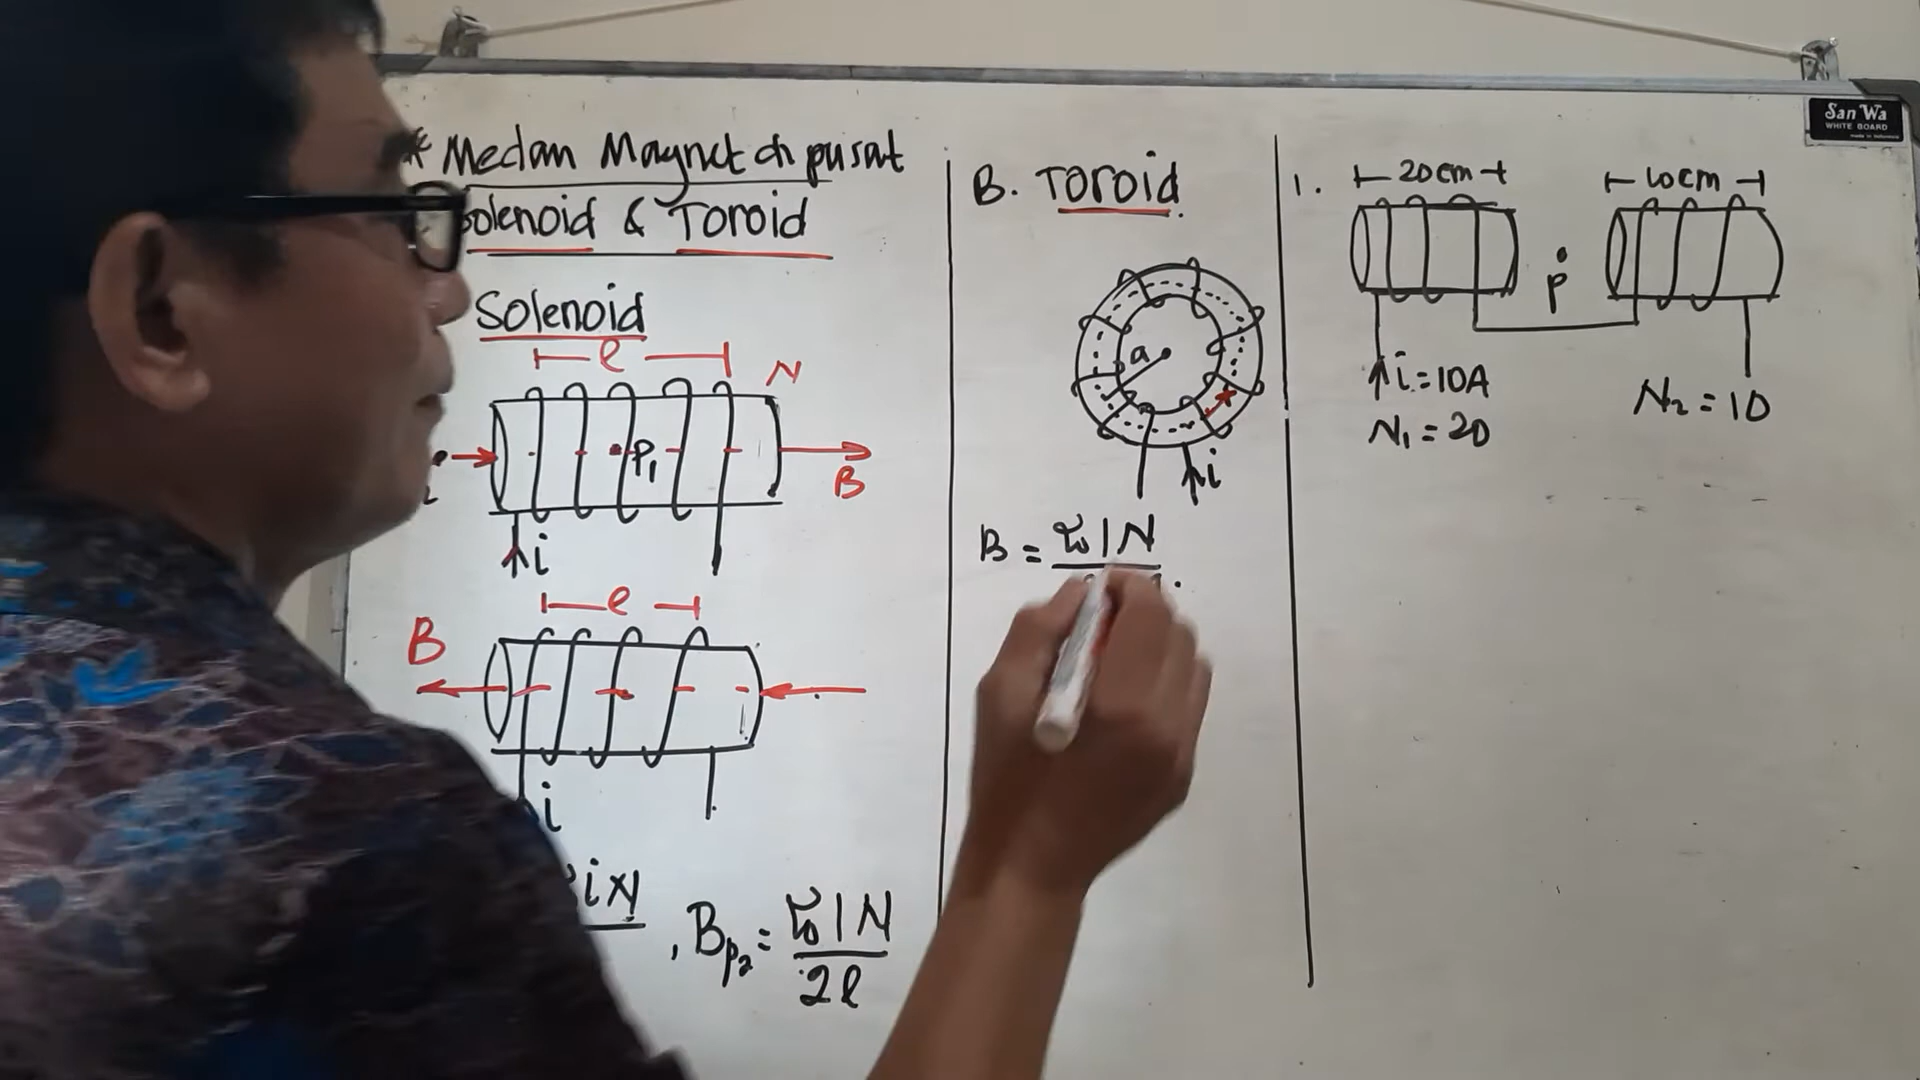 * Medan Magnet di pusat
Solenoid & Toroid
Solenoid
l
N
P₁
B
i
l
B
i
i N
, Bp₂ = μ₀ I N
2l
B. Toroid
a
i
B = μ₀ I N
1.
20 cm
10 cm
P
i = 10A
N₁ = 20
N₂ = 10
San Wa
WHITE BOARD